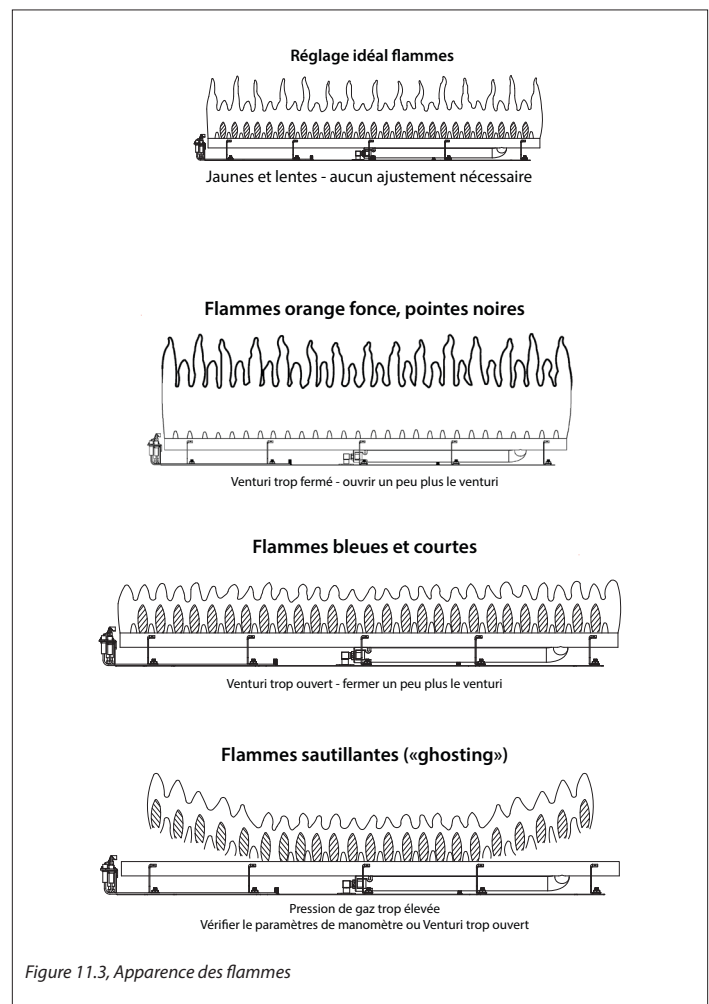 Réglage idéal flammes
Jaunes et lentes - aucun ajustement nécessaire
Flammes orange fonce, pointes noires
Venturi trop fermé - ouvrir un peu plus le venturi
Flammes bleues et courtes
Venturi trop ouvert - fermer un peu plus le venturi
Flammes sautillantes («ghosting»)
Pression de gaz trop élevée
Vérifier le paramètres de manomètre ou Venturi trop ouvert
Figure 11.3, Apparence des flammes